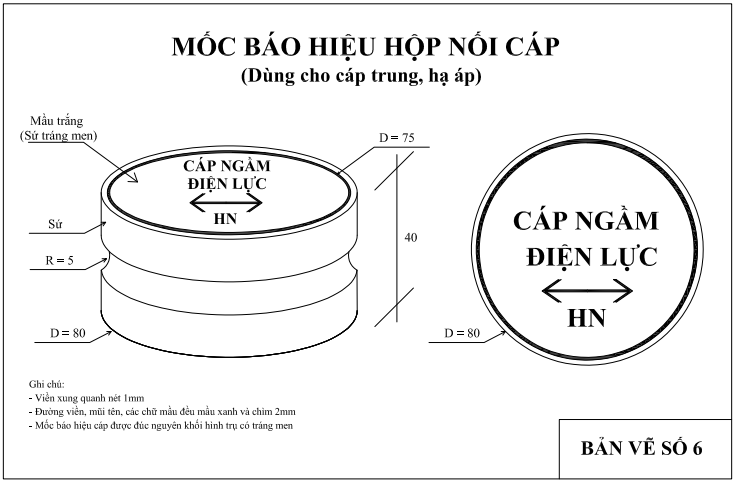 MỐC BÁO HIỆU HỘP NỐI CÁP
(Dùng cho cáp trung, hạ áp)
Mầu trắng
(Sứ tráng men)
D = 75
CÁP NGẦM
ĐIỆN LỰC
HN
Sứ
R = 5
40
D = 80
CÁP NGẦM
ĐIỆN LỰC
HN
D = 80
Ghi chú:
- Viền xung quanh nét 1mm
- Đường viền, mũi tên, các chữ mầu đều mầu xanh và chìm 2mm
- Mốc báo hiệu cáp được đúc nguyên khối hình trụ có tráng men
BẢN VẼ SỐ 6